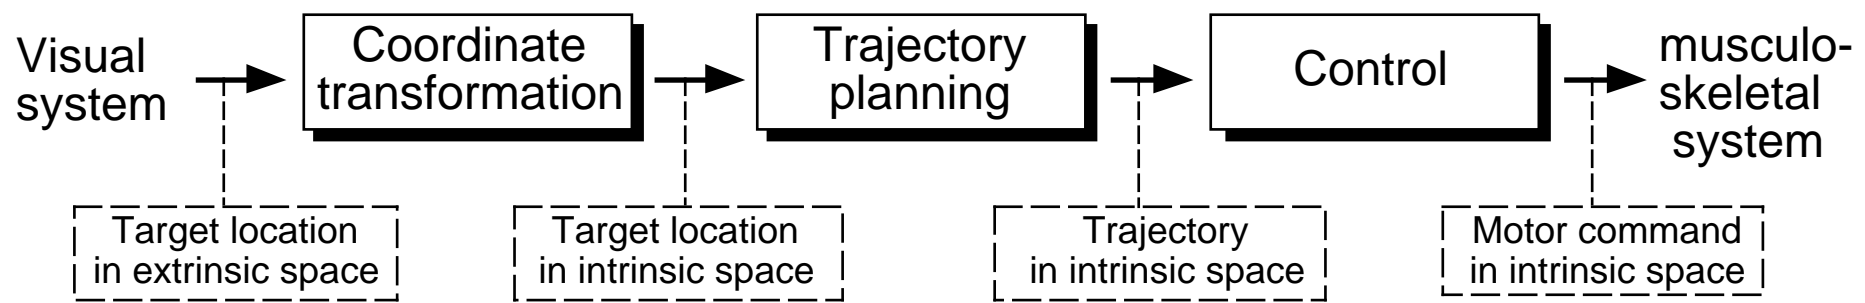 Visual
system
Coordinate
transformation
Trajectory
planning
Control
musculo-
skeletal
system
Target location
in extrinsic space
Target location
in intrinsic space
Trajectory
in intrinsic space
Motor command
in intrinsic space